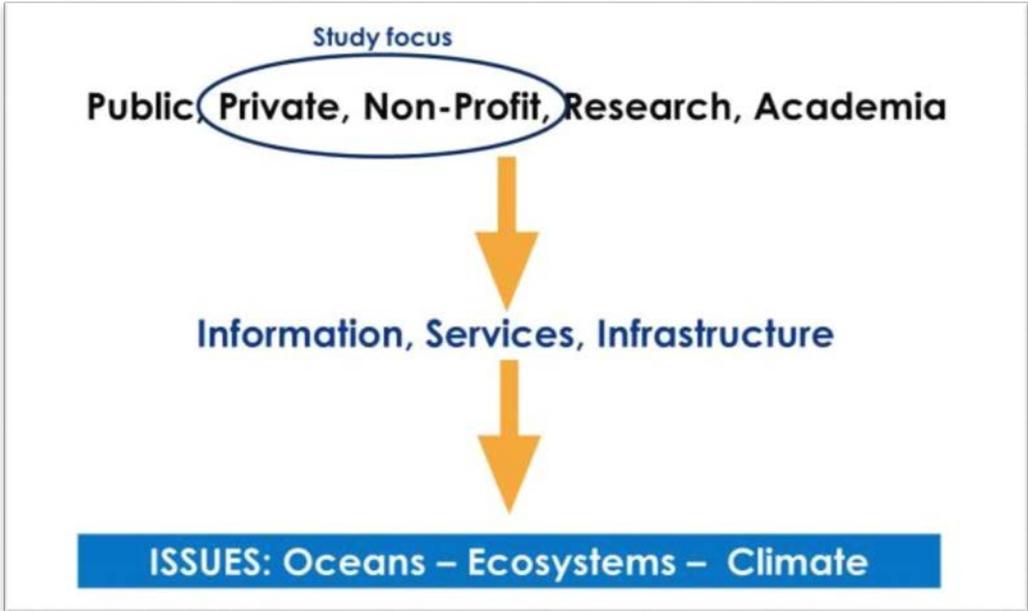 Study focus
Public, Private, Non-Profit, Research, Academia
Information, Services, Infrastructure
ISSUES: Oceans – Ecosystems – Climate